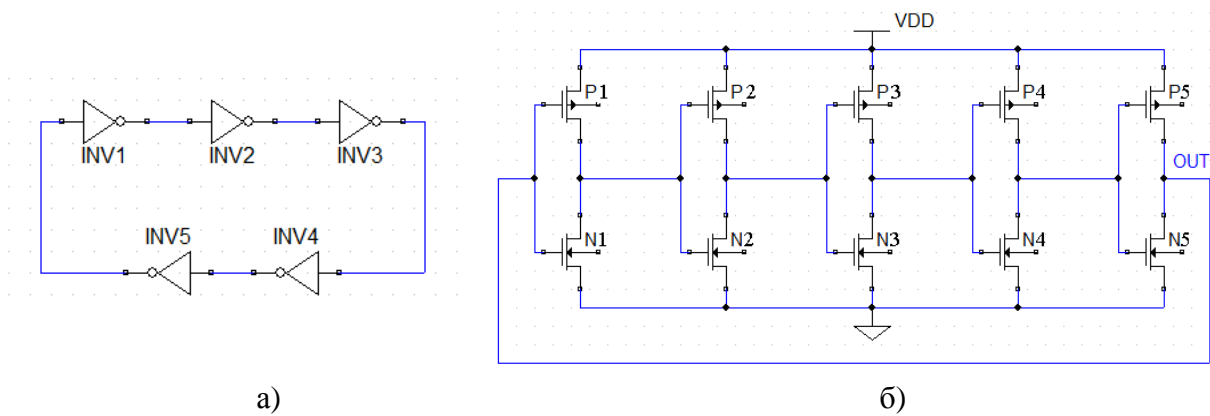 VDD
P1 P2 P3 P4 P5
INV1 INV2 INV3
OUT
INV5 INV4
N1 N2 N3 N4 N5
а) б)